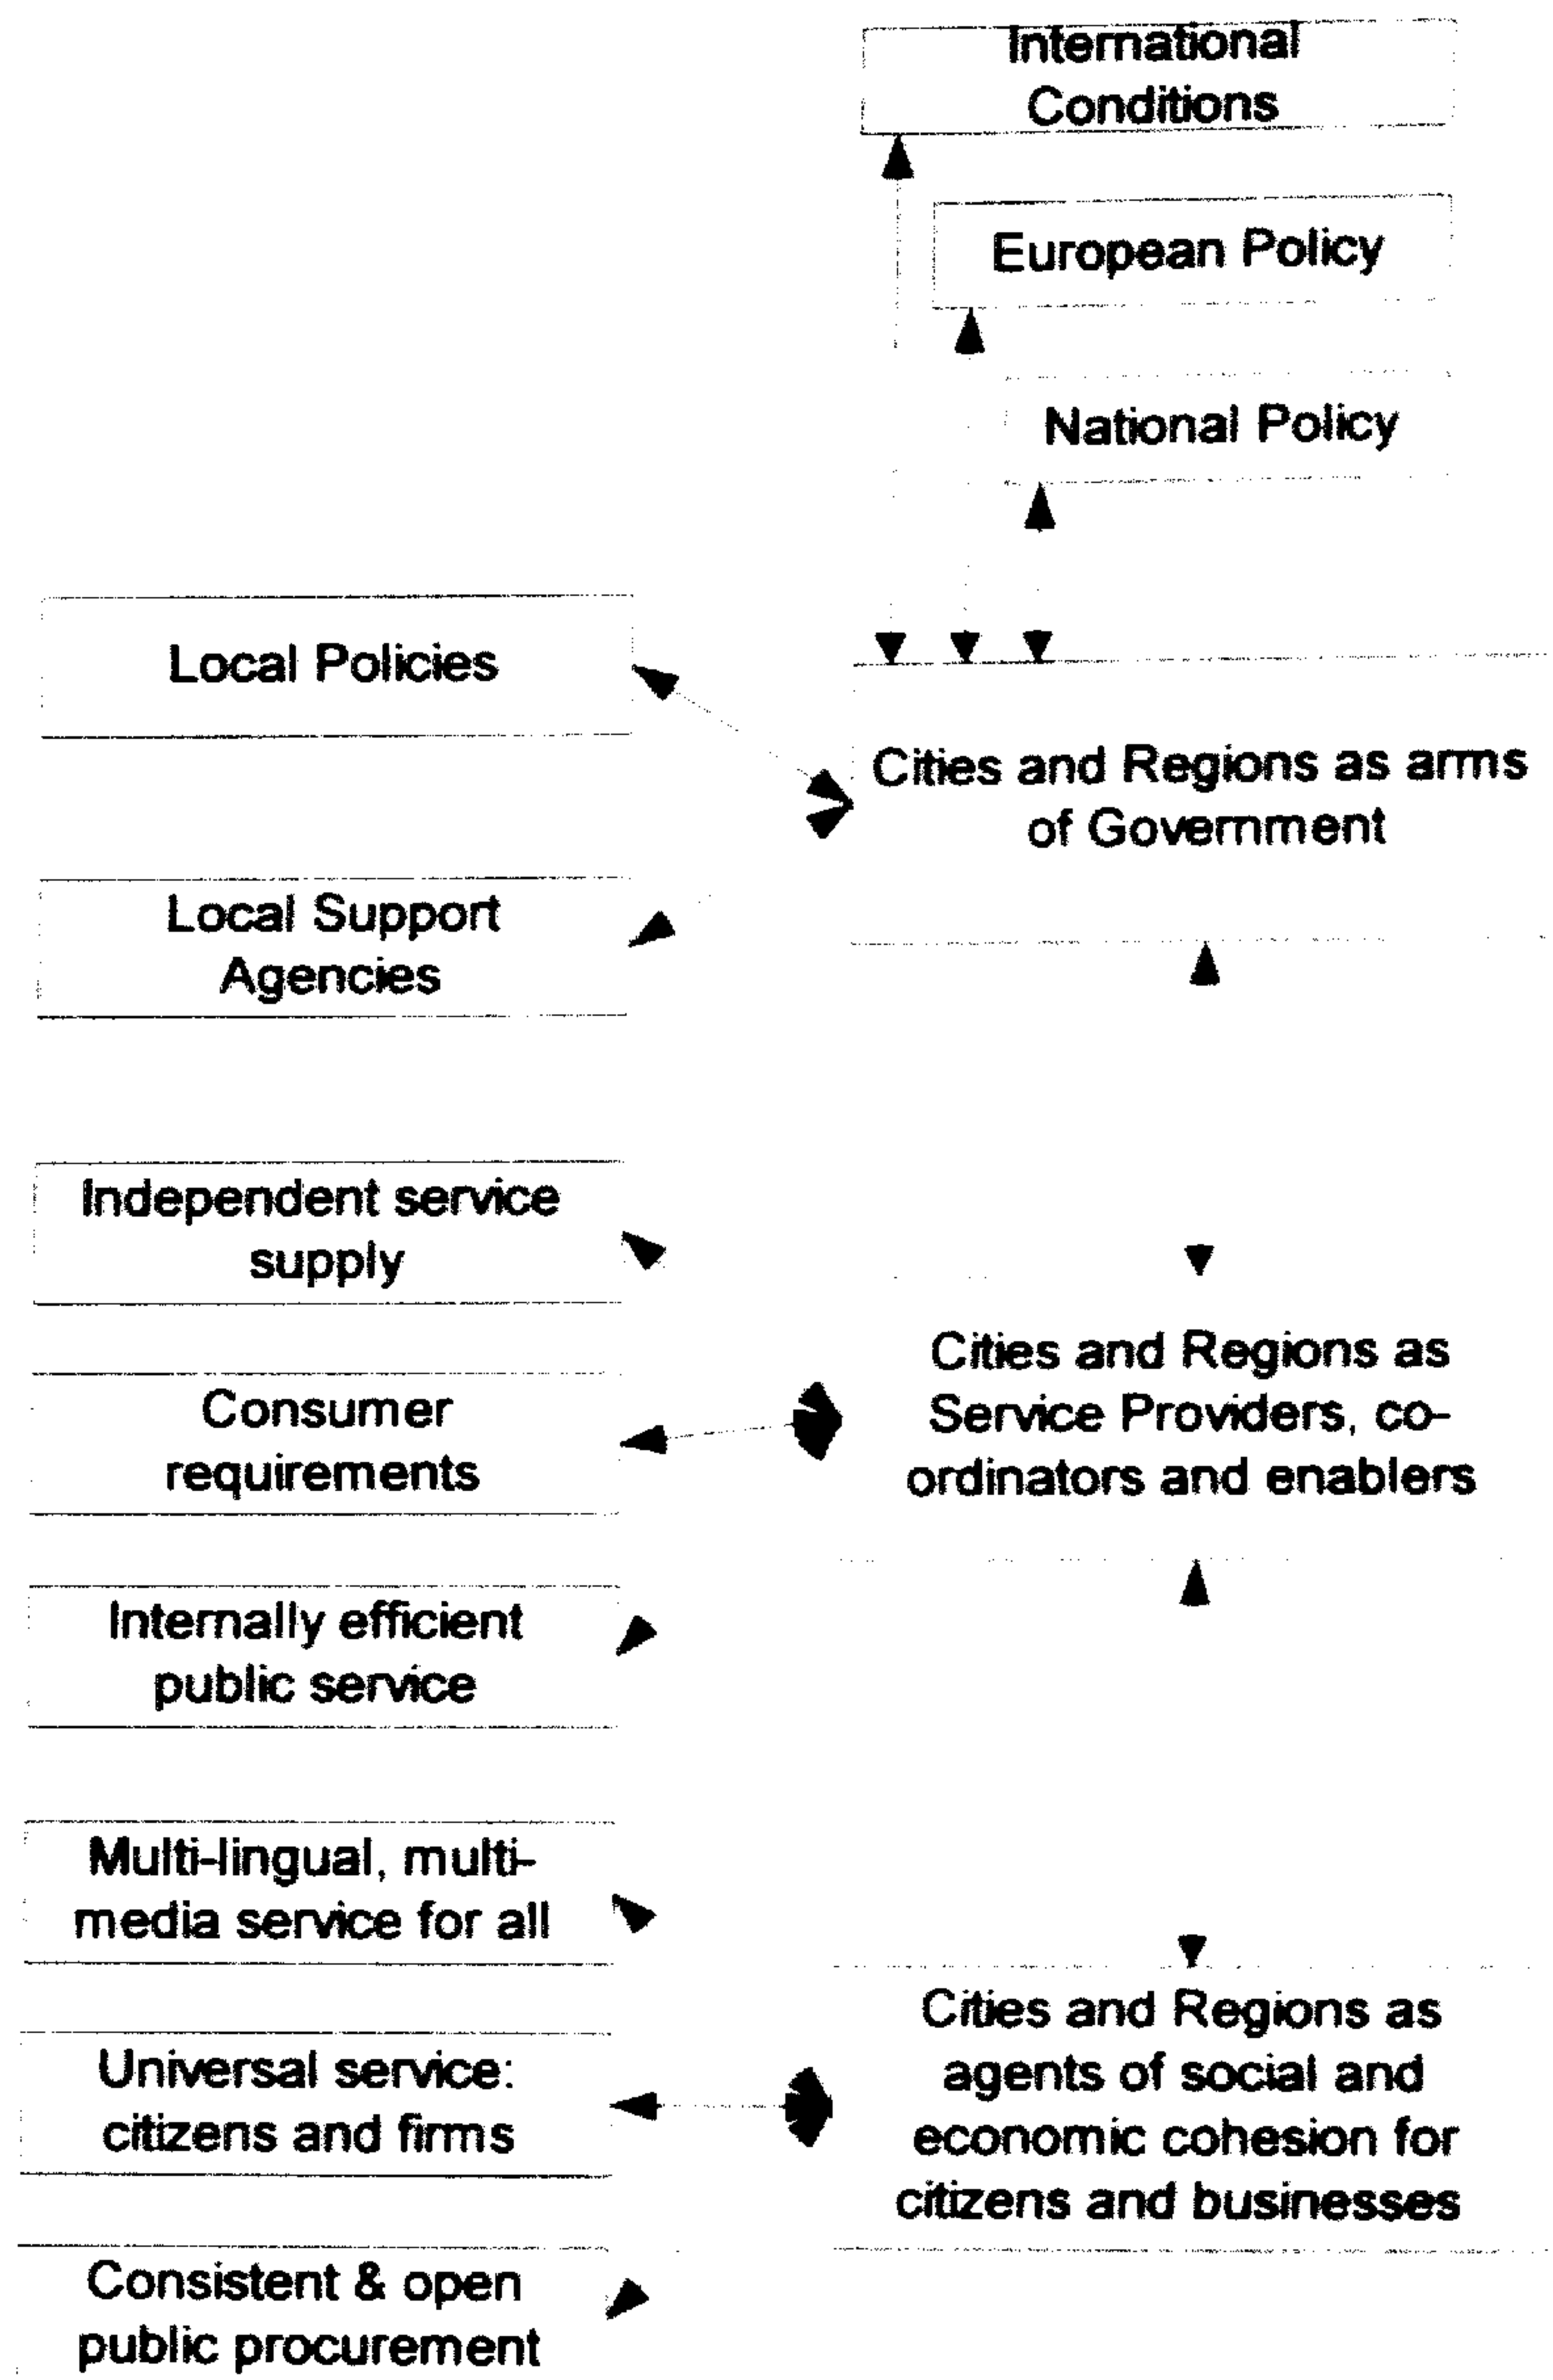 International
Conditions
European Policy
National Policy
Local Policies
Cities and Regions as arms
of Government
Local Support
Agencies
Independent service
supply
Cities and Regions as
Service Providers, co-
ordinators and enablers
Consumer
requirements
Internally efficient
public service
Multi-lingual, multi-
media service for all
Cities and Regions as
agents of social and
economic cohesion for
citizens and businesses
Universal service:
citizens and firms
Consistent & open
public procurement